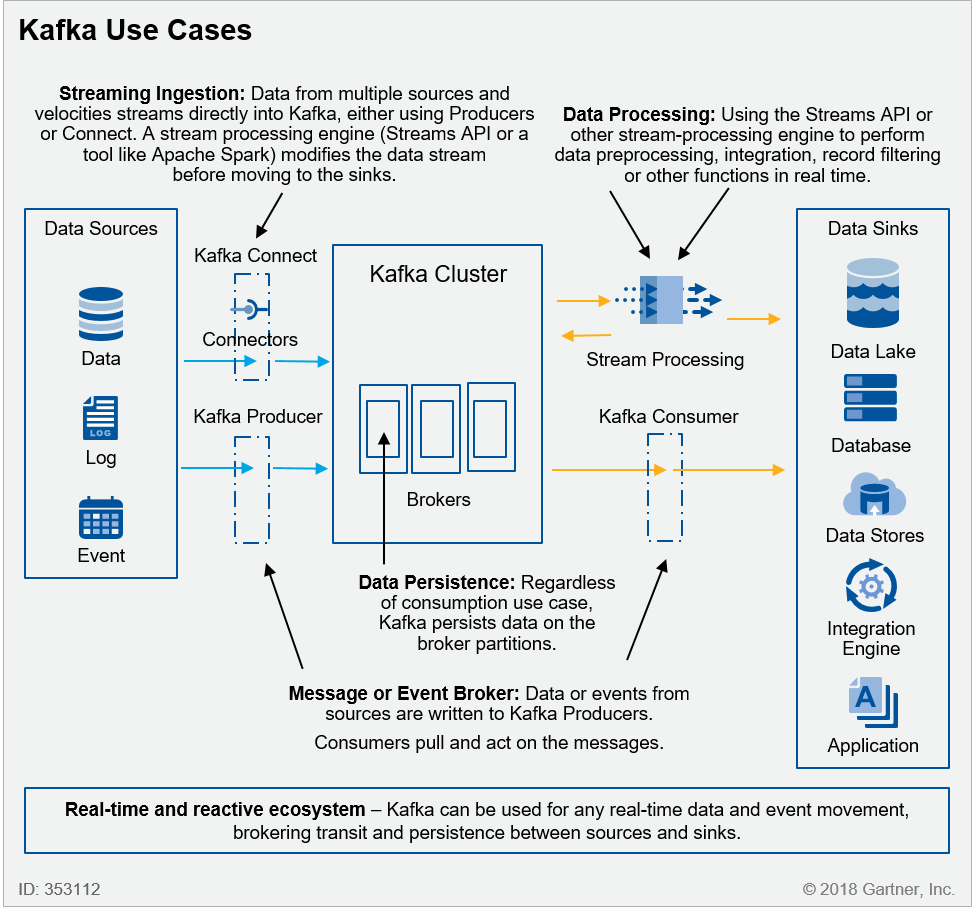 Kafka Use Cases
Streaming Ingestion: Data from multiple sources and
velocities streams directly into Kafka, either using Producers
or Connect. A stream processing engine (Streams API or a
tool like Apache Spark) modifies the data stream
before moving to the sinks.
Data Processing: Using the Streams API or
other stream-processing engine to perform
data preprocessing, integration, record filtering
or other functions in real time.
Data Sources
Data
LOG
Log
Event
Kafka Connect
Connectors
Kafka Producer
Kafka Cluster
Brokers
Stream Processing
Kafka Consumer
Data Sinks
Data Lake
Database
Data Stores
Integration
Engine
A
Application
Data Persistence: Regardless
of consumption use case,
Kafka persists data on the
broker partitions.
Message or Event Broker: Data or events from
sources are written to Kafka Producers.
Consumers pull and act on the messages.
Real-time and reactive ecosystem – Kafka can be used for any real-time data and event movement,
brokering transit and persistence between sources and sinks.
ID: 353112
© 2018 Gartner, Inc.